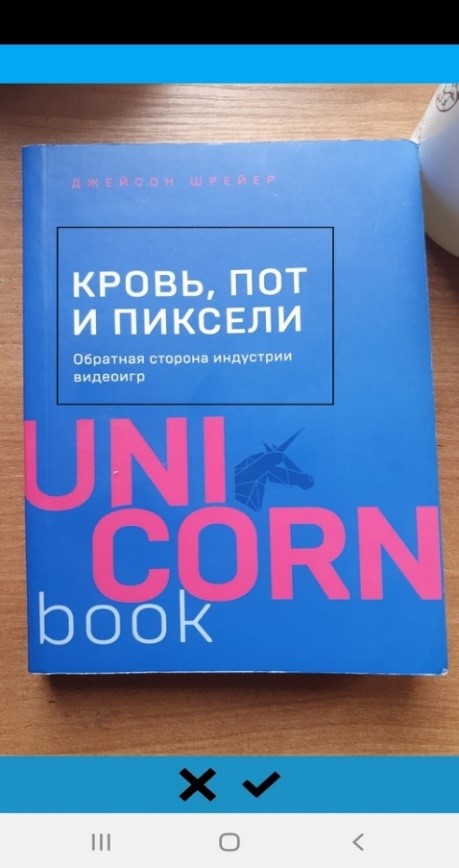 ДЖЕЙСОН ШРЕЙЕР
КРОВЬ, ПОТ
И ПИКСЕЛИ
Обратная сторона индустрии
видеоигр
UNI
CORN
book